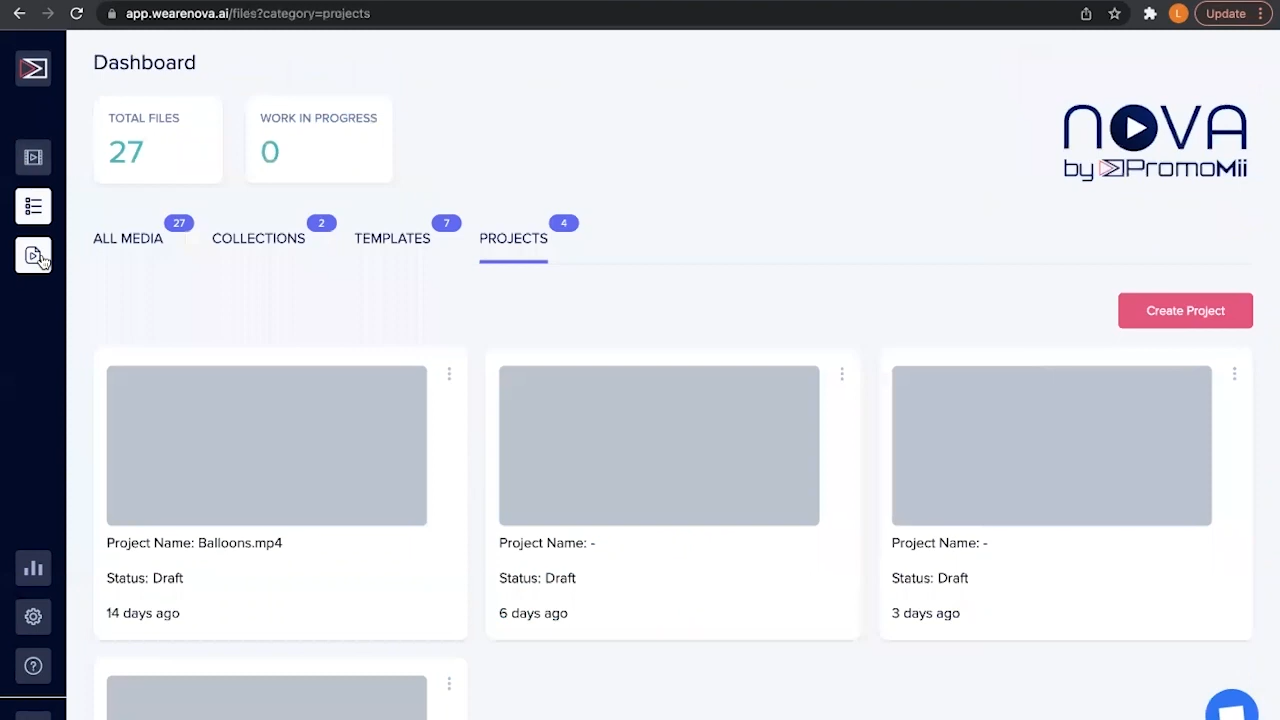 app.wearenova.ai/files?category=projects
L
Update
Dashboard
TOTAL FILES
27
WORK IN PROGRESS
0
NOVA
by PromoMii
ALL MEDIA
27
COLLECTIONS
2
TEMPLATES
7
PROJECTS
4
Create Project
Project Name: Balloons.mp4
Status: Draft
14 days ago
Project Name: -
Status: Draft
6 days ago
Project Name: -
Status: Draft
3 days ago